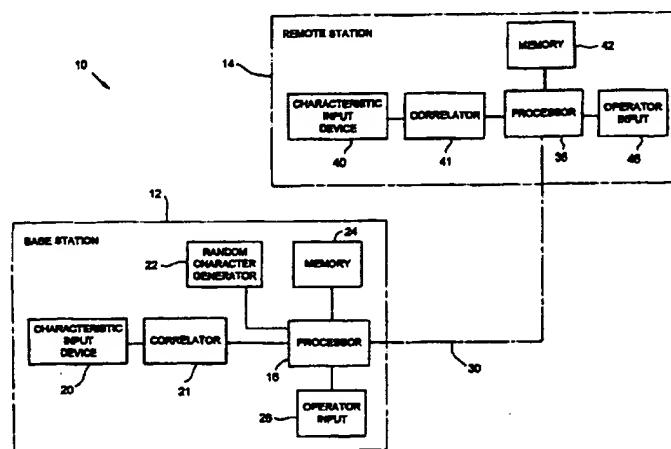 REMOTE STATION
MEMORY
42
10
14
CHARACTERISTIC
INPUT
DEVICE
CORRELATOR
PROCESSOR
OPERATOR
INPUT
40
41
36
46
12
BASE STATION
24
22
RANDOM
CHARACTER
GENERATOR
MEMORY
CHARACTERISTIC
INPUT
DEVICE
CORRELATOR
PROCESSOR
20
21
16
30
26
OPERATOR
INPUT